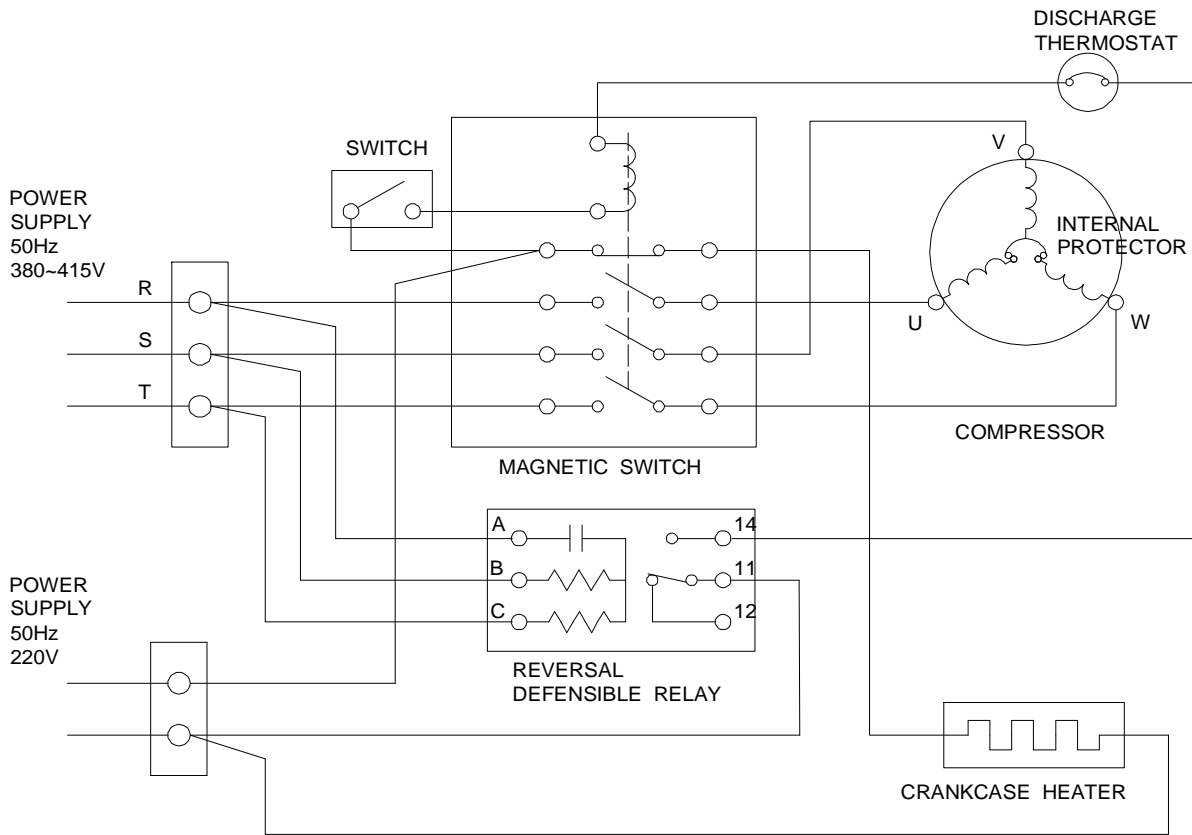 DISCHARGE
THERMOSTAT
SWITCH
V
POWER
SUPPLY
50Hz
380~415V
INTERNAL
PROTECTOR
R
U
W
S
T
COMPRESSOR
MAGNETIC SWITCH
A
14
B
11
C
12
POWER
SUPPLY
50Hz
220V
REVERSAL
DEFENSIBLE RELAY
CRANKCASE HEATER